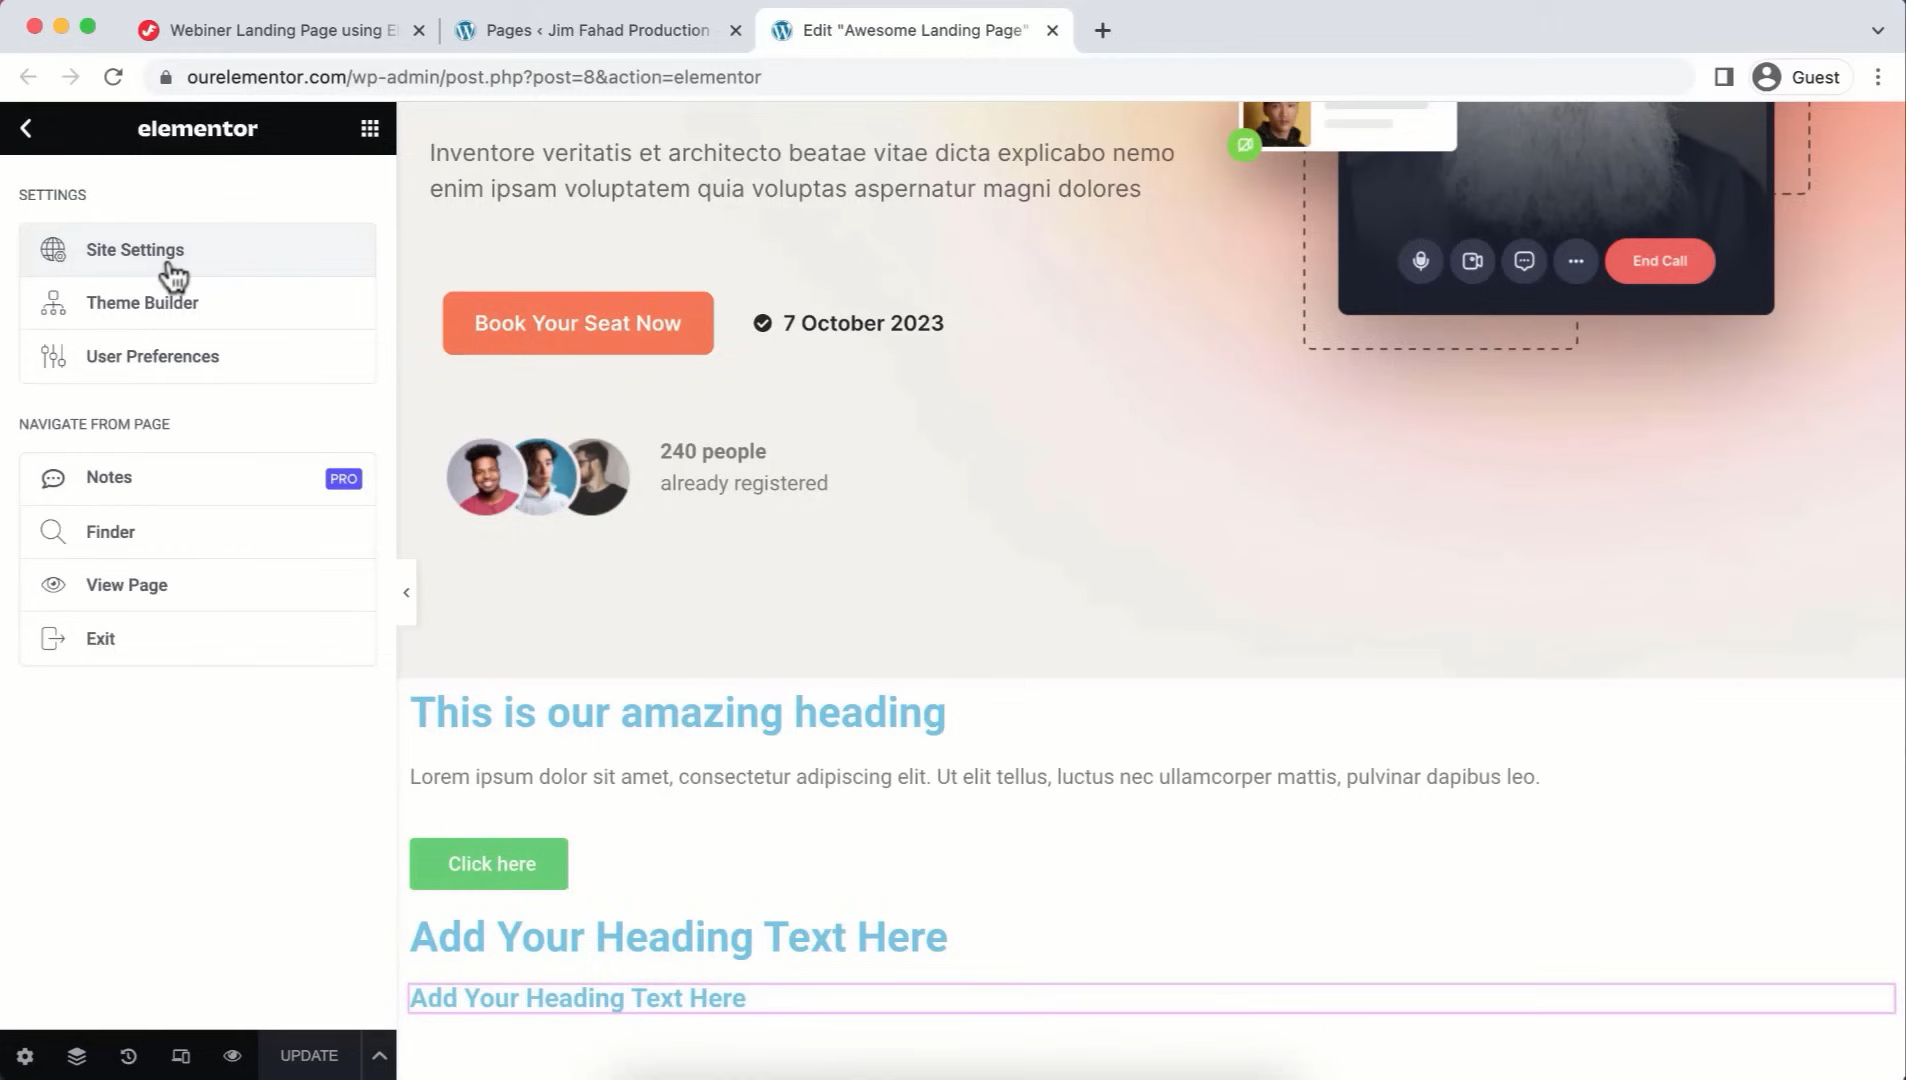 Webiner Landing Page using El
Pages ‹ Jim Fahad Production
Edit "Awesome Landing Page"
ourelementor.com/wp-admin/post.php?post=8&action=elementor
Guest
elementor
SETTINGS
Site Settings
Theme Builder
User Preferences
NAVIGATE FROM PAGE
Notes
PRO
Finder
View Page
Exit
UPDATE
Inventore veritatis et architecto beatae vitae dicta explicabo nemo
enim ipsam voluptatem quia voluptas aspernatur magni dolores
End Call
Book Your Seat Now
7 October 2023
240 people
already registered
This is our amazing heading
Lorem ipsum dolor sit amet, consectetur adipiscing elit. Ut elit tellus, luctus nec ullamcorper mattis, pulvinar dapibus leo.
Click here
Add Your Heading Text Here
Add Your Heading Text Here